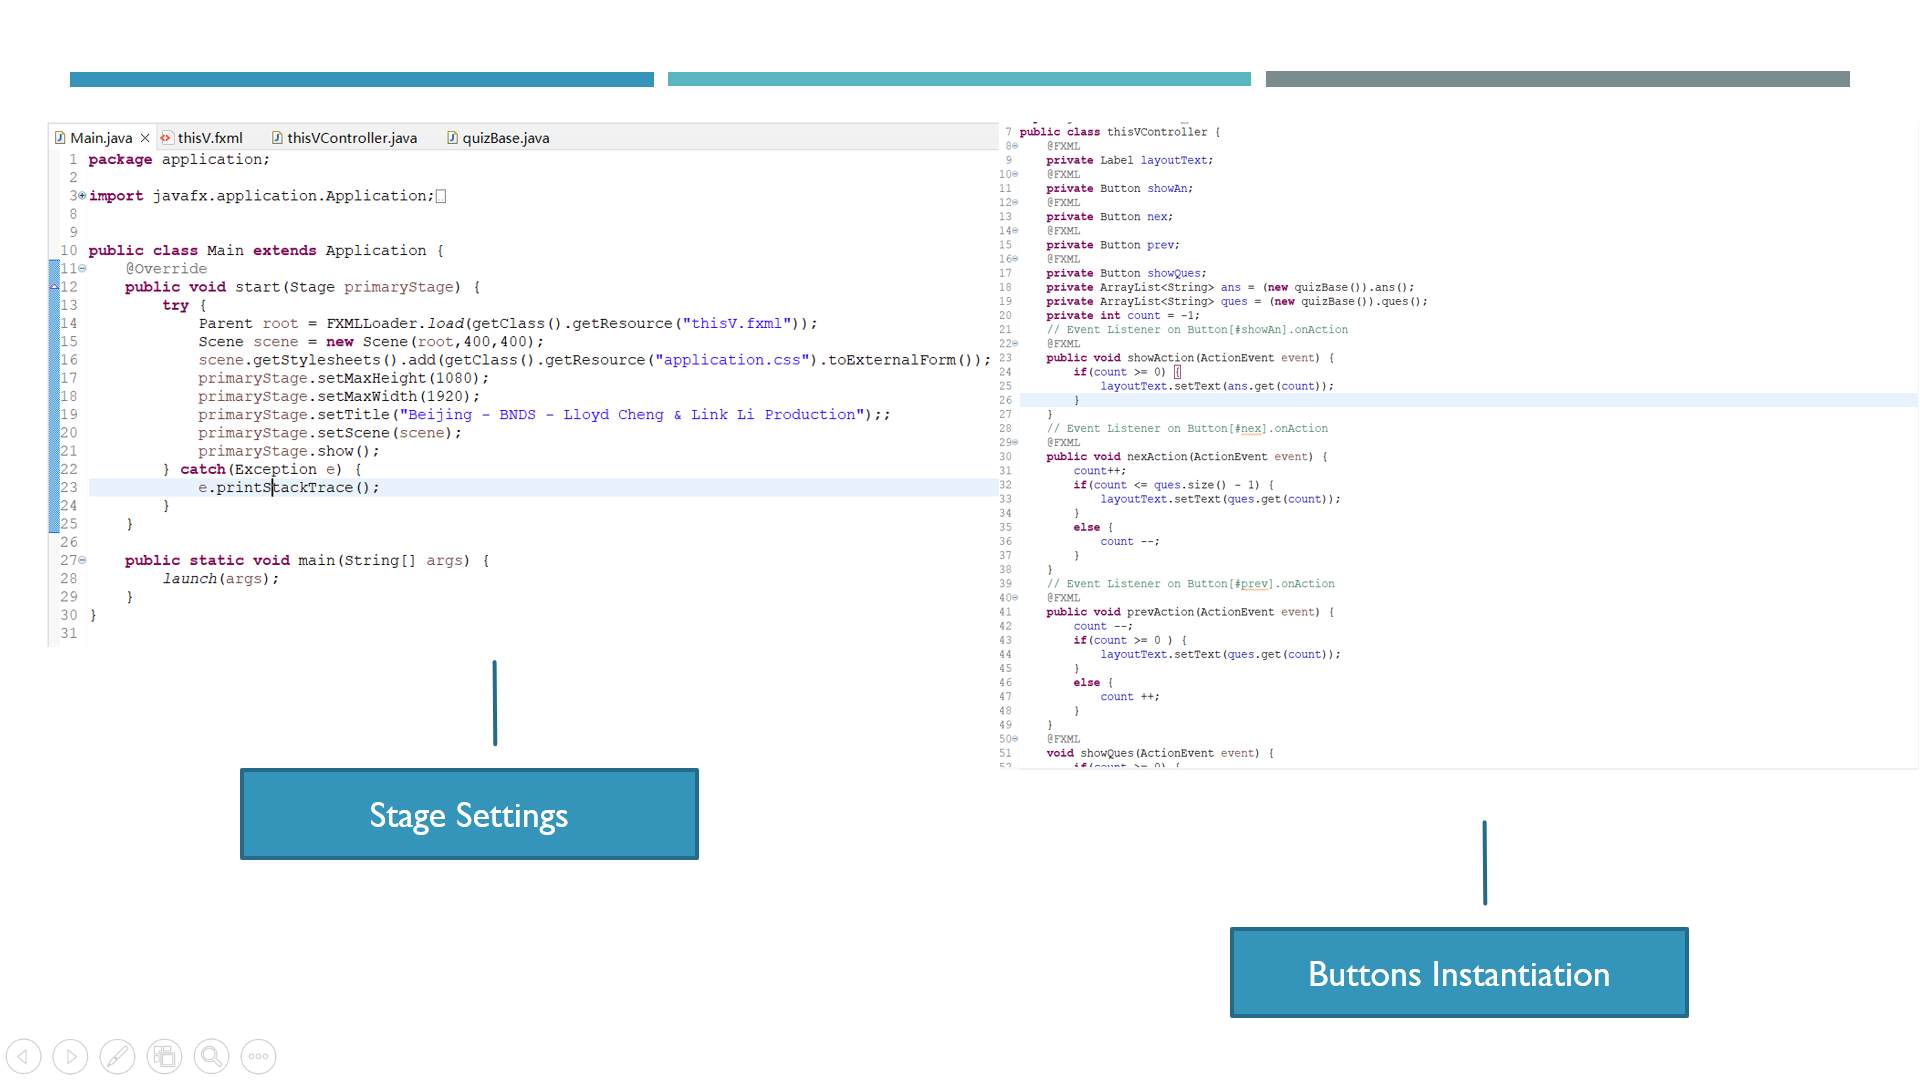 Main.java thisV.fxml thisVController.java quizBase.java
1 package application;
2
3 import javafx.application.Application;
8
9
10 public class Main extends Application {
11 @Override
12 public void start(Stage primaryStage) {
13 try {
14 Parent root = FXMLLoader.load(getClass().getResource("thisV.fxml"));
15 Scene scene = new Scene(root,400,400);
16 scene.getStylesheets().add(getClass().getResource("application.css").toExternalForm());
17 primaryStage.setMaxHeight(1080);
18 primaryStage.setMaxWidth(1920);
19 primaryStage.setTitle("Beijing - BNDS - Lloyd Cheng & Link Li Production");;
20 primaryStage.setScene(scene);
21 primaryStage.show();
22 } catch(Exception e) {
23 e.printStackTrace();
24 }
25 }
26
27 public static void main(String[] args) {
28 launch(args);
29 }
30 }
31
Stage Settings
7 public class thisVController {
8 @FXML
9 private Label layoutText;
10 @FXML
11 private Button showAn;
12 @FXML
13 private Button nex;
14 @FXML
15 private Button prev;
16 @FXML
17 private Button showQues;
18 private ArrayList<String> ans = (new quizBase()).ans();
19 private ArrayList<String> ques = (new quizBase()).ques();
20 private int count = -1;
21 // Event Listener on Button[#showAn].onAction
22 @FXML
23 public void showAction(ActionEvent event) {
24 if(count >= 0) {
25 layoutText.setText(ans.get(count));
26 }
27 }
28 // Event Listener on Button[#nex].onAction
29 @FXML
30 public void nexAction(ActionEvent event) {
31 count++;
32 if(count <= ques.size() - 1) {
33 layoutText.setText(ques.get(count));
34 }
35 else {
36 count --;
37 }
38 }
39 // Event Listener on Button[#prev].onAction
40 @FXML
41 public void prevAction(ActionEvent event) {
42 count --;
43 if(count >= 0 ) {
44 layoutText.setText(ques.get(count));
45 }
46 else {
47 count ++;
48 }
49 }
50 @FXML
51 void showQues(ActionEvent event) {
52 if(count >= 0) {
Buttons Instantiation